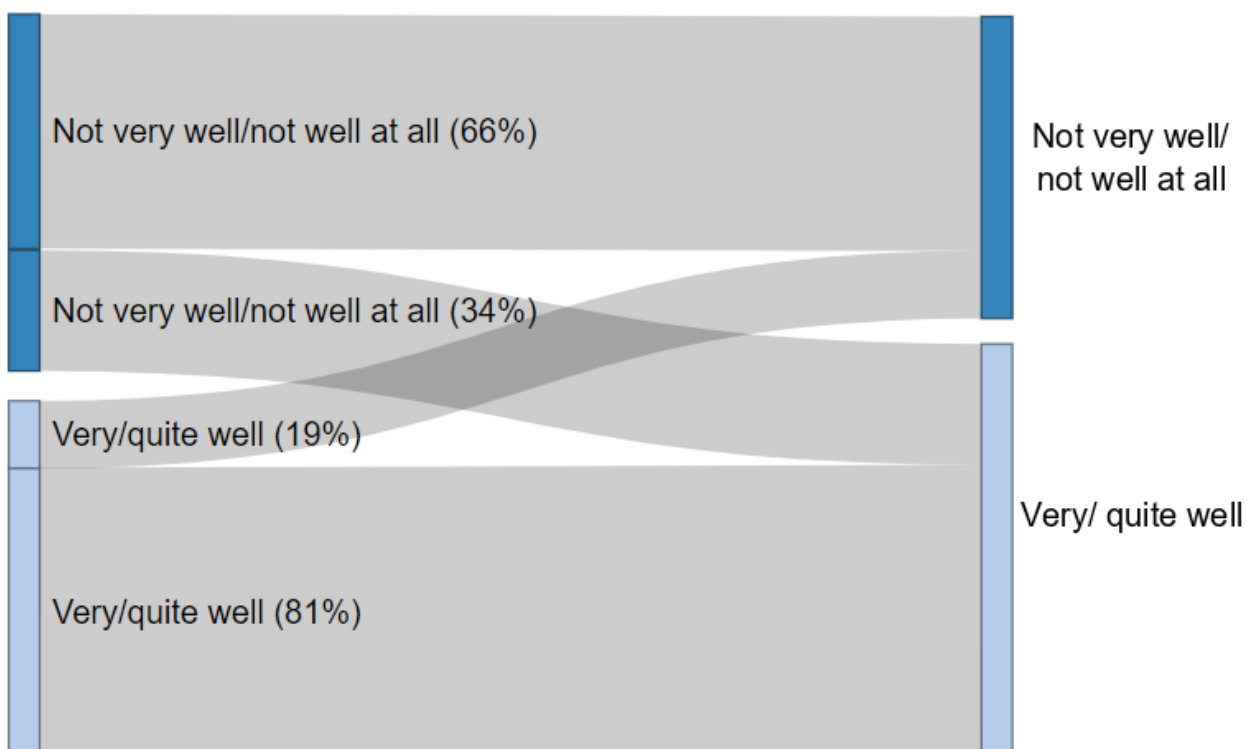 Not very well/not well at all (66%)
Not very well/not well at all (34%)
Very/quite well (19%)
Very/quite well (81%)
Not very well/
not well at all
Very/ quite well